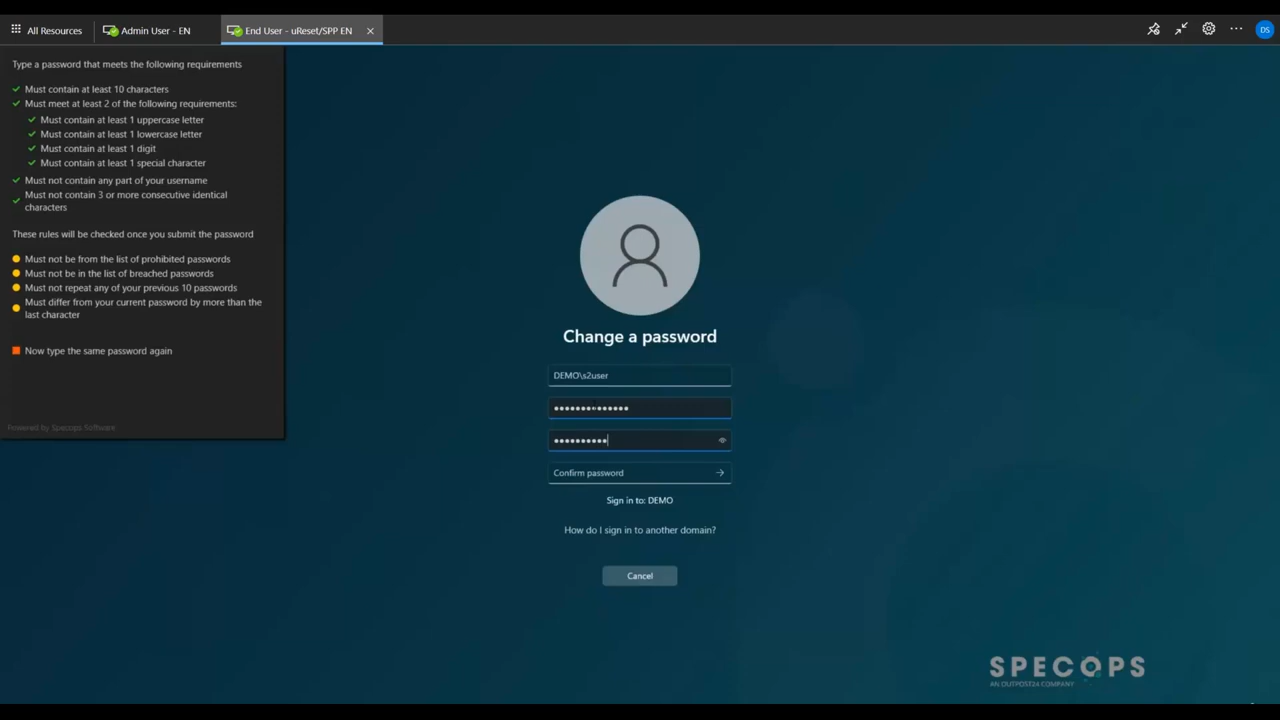 All Resources
Admin User - EN
End User - uReset/SPP EN
DS
Type a password that meets the following requirements
Must contain at least 10 characters
Must meet at least 2 of the following requirements:
Must contain at least 1 uppercase letter
Must contain at least 1 lowercase letter
Must contain at least 1 digit
Must contain at least 1 special character
Must not contain any part of your username
Must not contain 3 or more consecutive identical
characters
These rules will be checked once you submit the password
Must not be from the list of prohibited passwords
Must not be in the list of breached passwords
Must not repeat any of your previous 10 passwords
Must differ from your current password by more than the
last character
Now type the same password again
Powered by Specops Software
Change a password
DEMO\s2user
Confirm password
Sign in to: DEMO
How do I sign in to another domain?
Cancel
SPECOPS
AN OUTPOST24 COMPANY